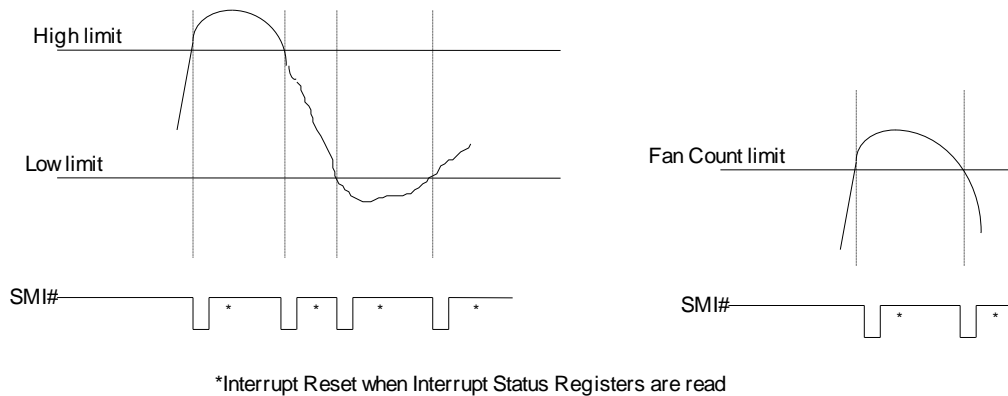 High limit
Low limit
Fan Count limit
SMI#
* * * *
SMI#
* *
*Interrupt Reset when Interrupt Status Registers are read